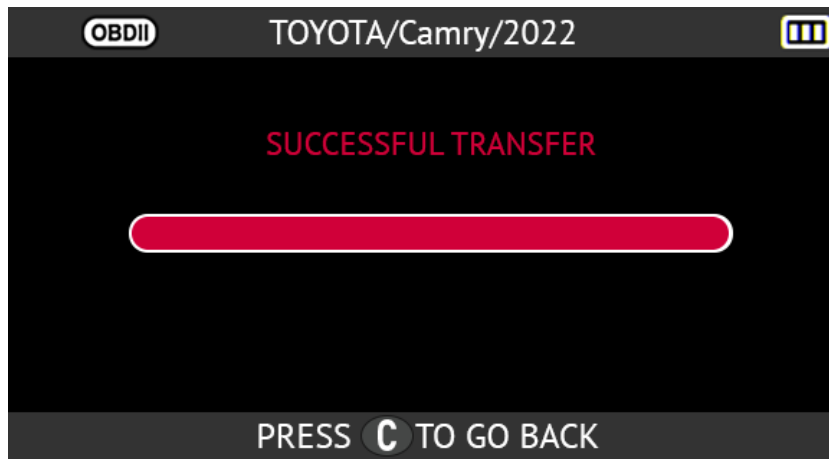 OBDII TOYOTA/Camry/2022
SUCCESSFUL TRANSFER
PRESS C TO GO BACK